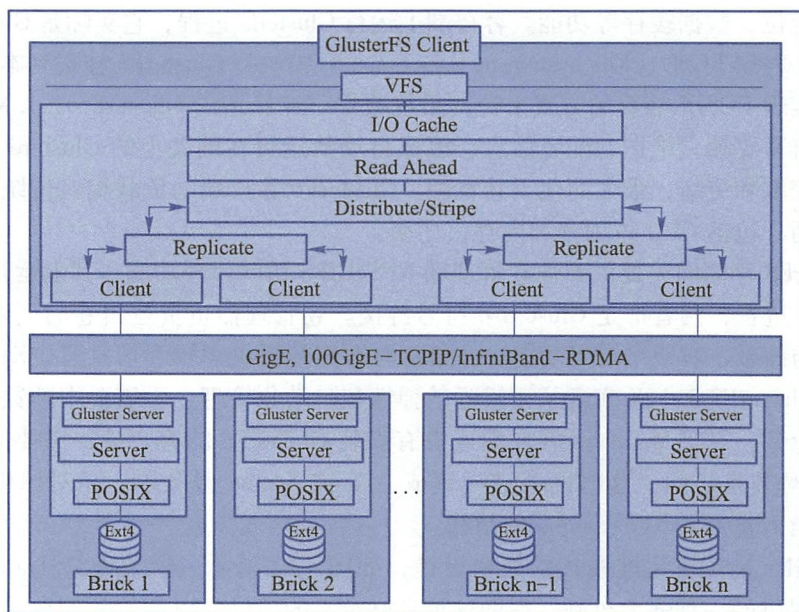 GlusterFS Client
VFS
I/O Cache
Read Ahead
Distribute/Stripe
Replicate Replicate
Client Client Client Client
GigE, 100GigE−TCPIP/InfiniBand−RDMA
Gluster Server Gluster Server Gluster Server Gluster Server
Server Server Server Server
POSIX POSIX ... POSIX POSIX
Ext4 Ext4 Ext4 Ext4
Brick 1 Brick 2 Brick n−1 Brick n